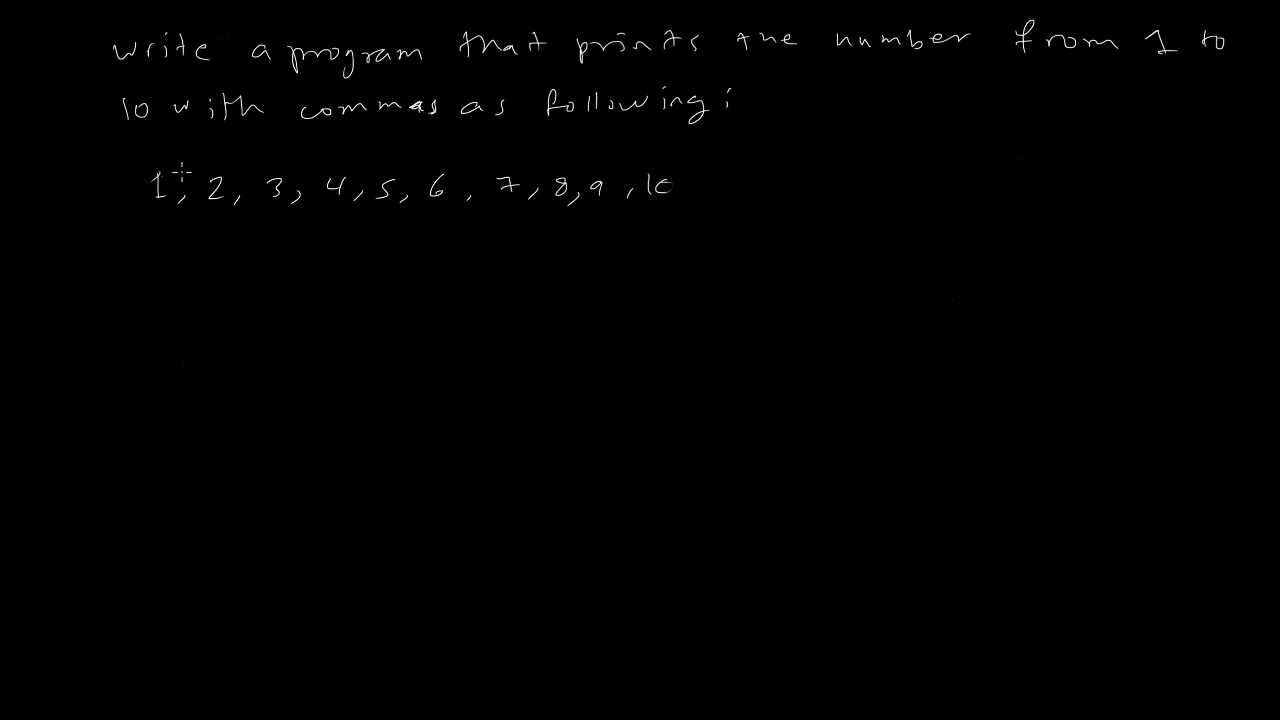 write a program that prints the number from 1 to
10 with commas as following:
1, 2, 3, 4, 5, 6, 7, 8, 9, 10